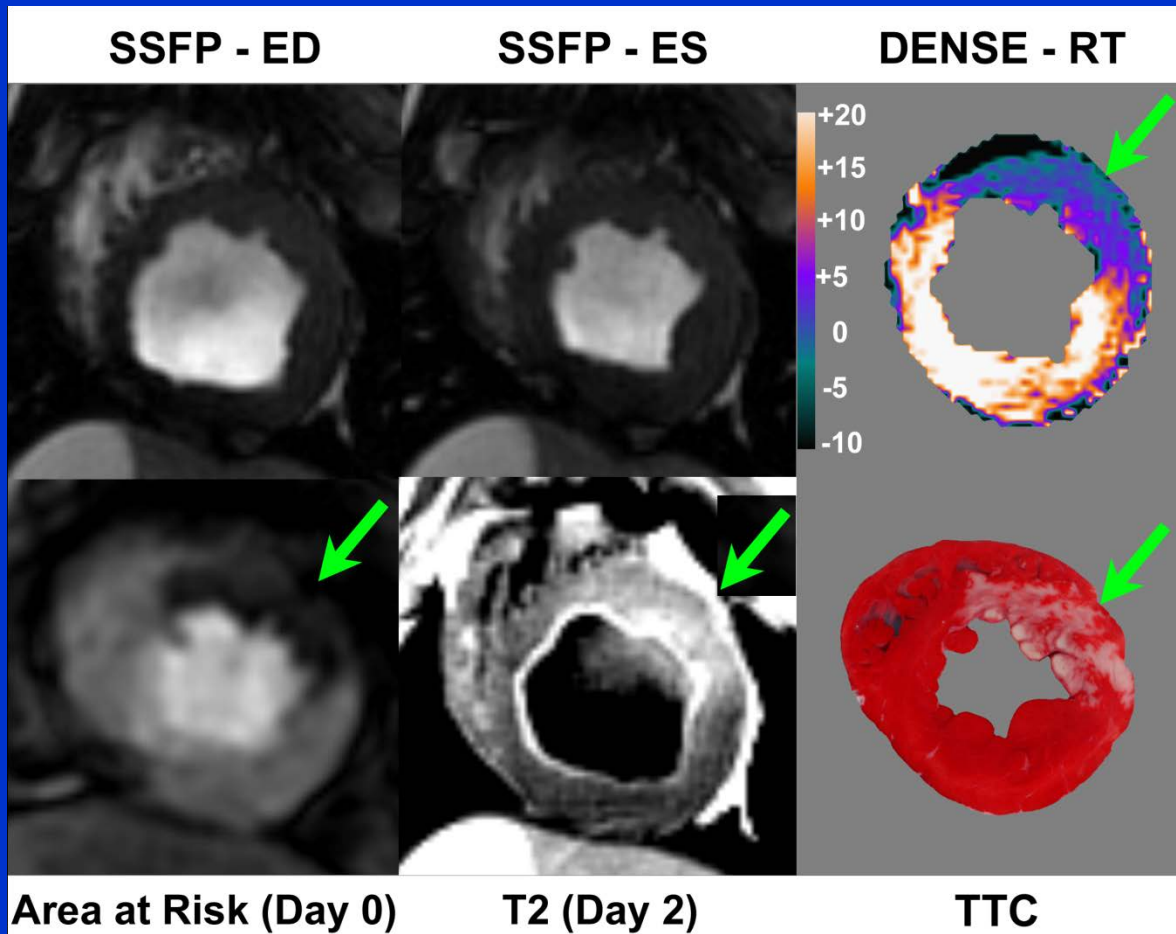 SSFP - ED
SSFP - ES
DENSE - RT
+20
+15
+10
+5
0
-5
-10
Area at Risk (Day 0)
T2 (Day 2)
TTC